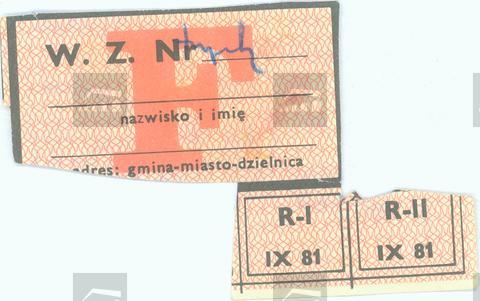 W. Z. Nr
F
nazwisko i imię
adres: gmina-miasto-dzielnica
R-I R-II
IX 81 IX 81